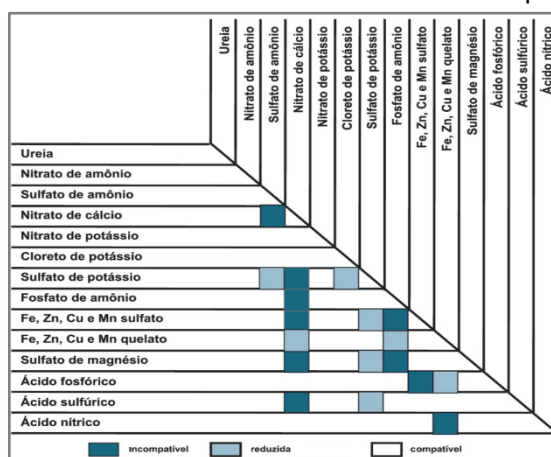 Ureia
Nitrato de amônio
Sulfato de amônio
Nitrato de cálcio
Nitrato de potássio
Cloreto de potássio
Sulfato de potássio
Fosfato de amônio
Fe, Zn, Cu e Mn sulfato
Fe, Zn, Cu e Mn quelato
Sulfato de magnésio
Ácido fosfórico
Ácido sulfúrico
Ácido nítrico
Ureia
Nitrato de amônio
Sulfato de amônio
Nitrato de cálcio
Nitrato de potássio
Cloreto de potássio
Sulfato de potássio
Fosfato de amônio
Fe, Zn, Cu e Mn sulfato
Fe, Zn, Cu e Mn quelato
Sulfato de magnésio
Ácido fosfórico
Ácido sulfúrico
Ácido nítrico
Incompatível reduzida compatível